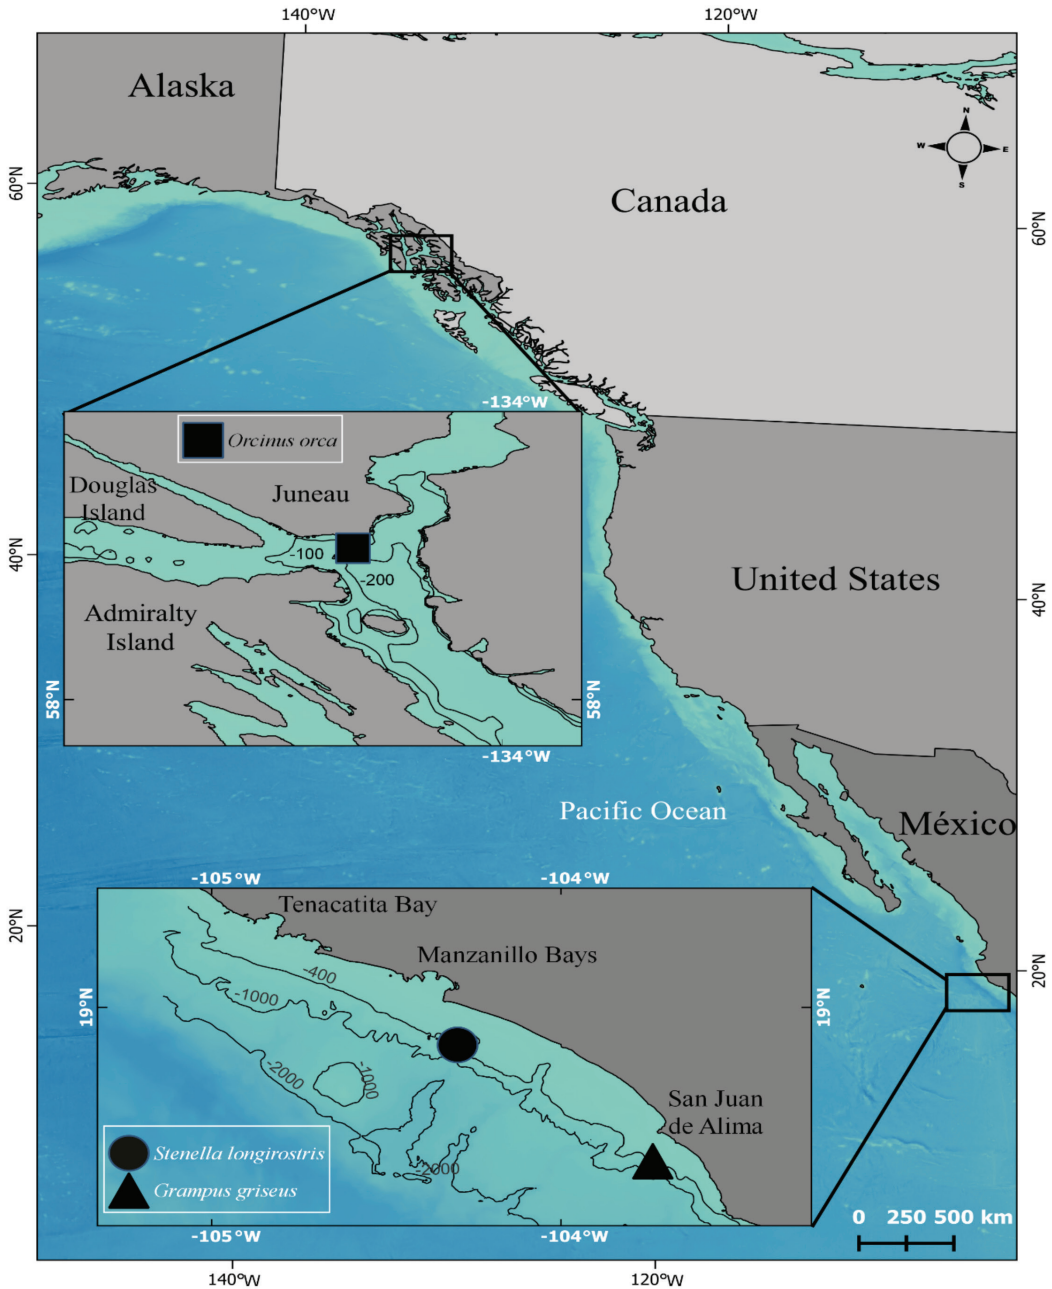 140°W
120°W
Alaska
N
W
E
S
60°N
Canada
60°N
-134°W
Orcinus orca
Douglas
Island
Juneau
-100
40°N
-200
United States
40°N
Admiralty
Island
58°N
58°N
-134°W
Pacific Ocean
México
-105°W
-104°W
Tenacatita Bay
20°N
Manzanillo Bays
-400
20°N
-1000
19°N
19°N
-2000
-1000
San Juan
de Alima
Stenella longirostris
-2000
Grampus griseus
0 250 500 km
-105°W
-104°W
140°W
120°W